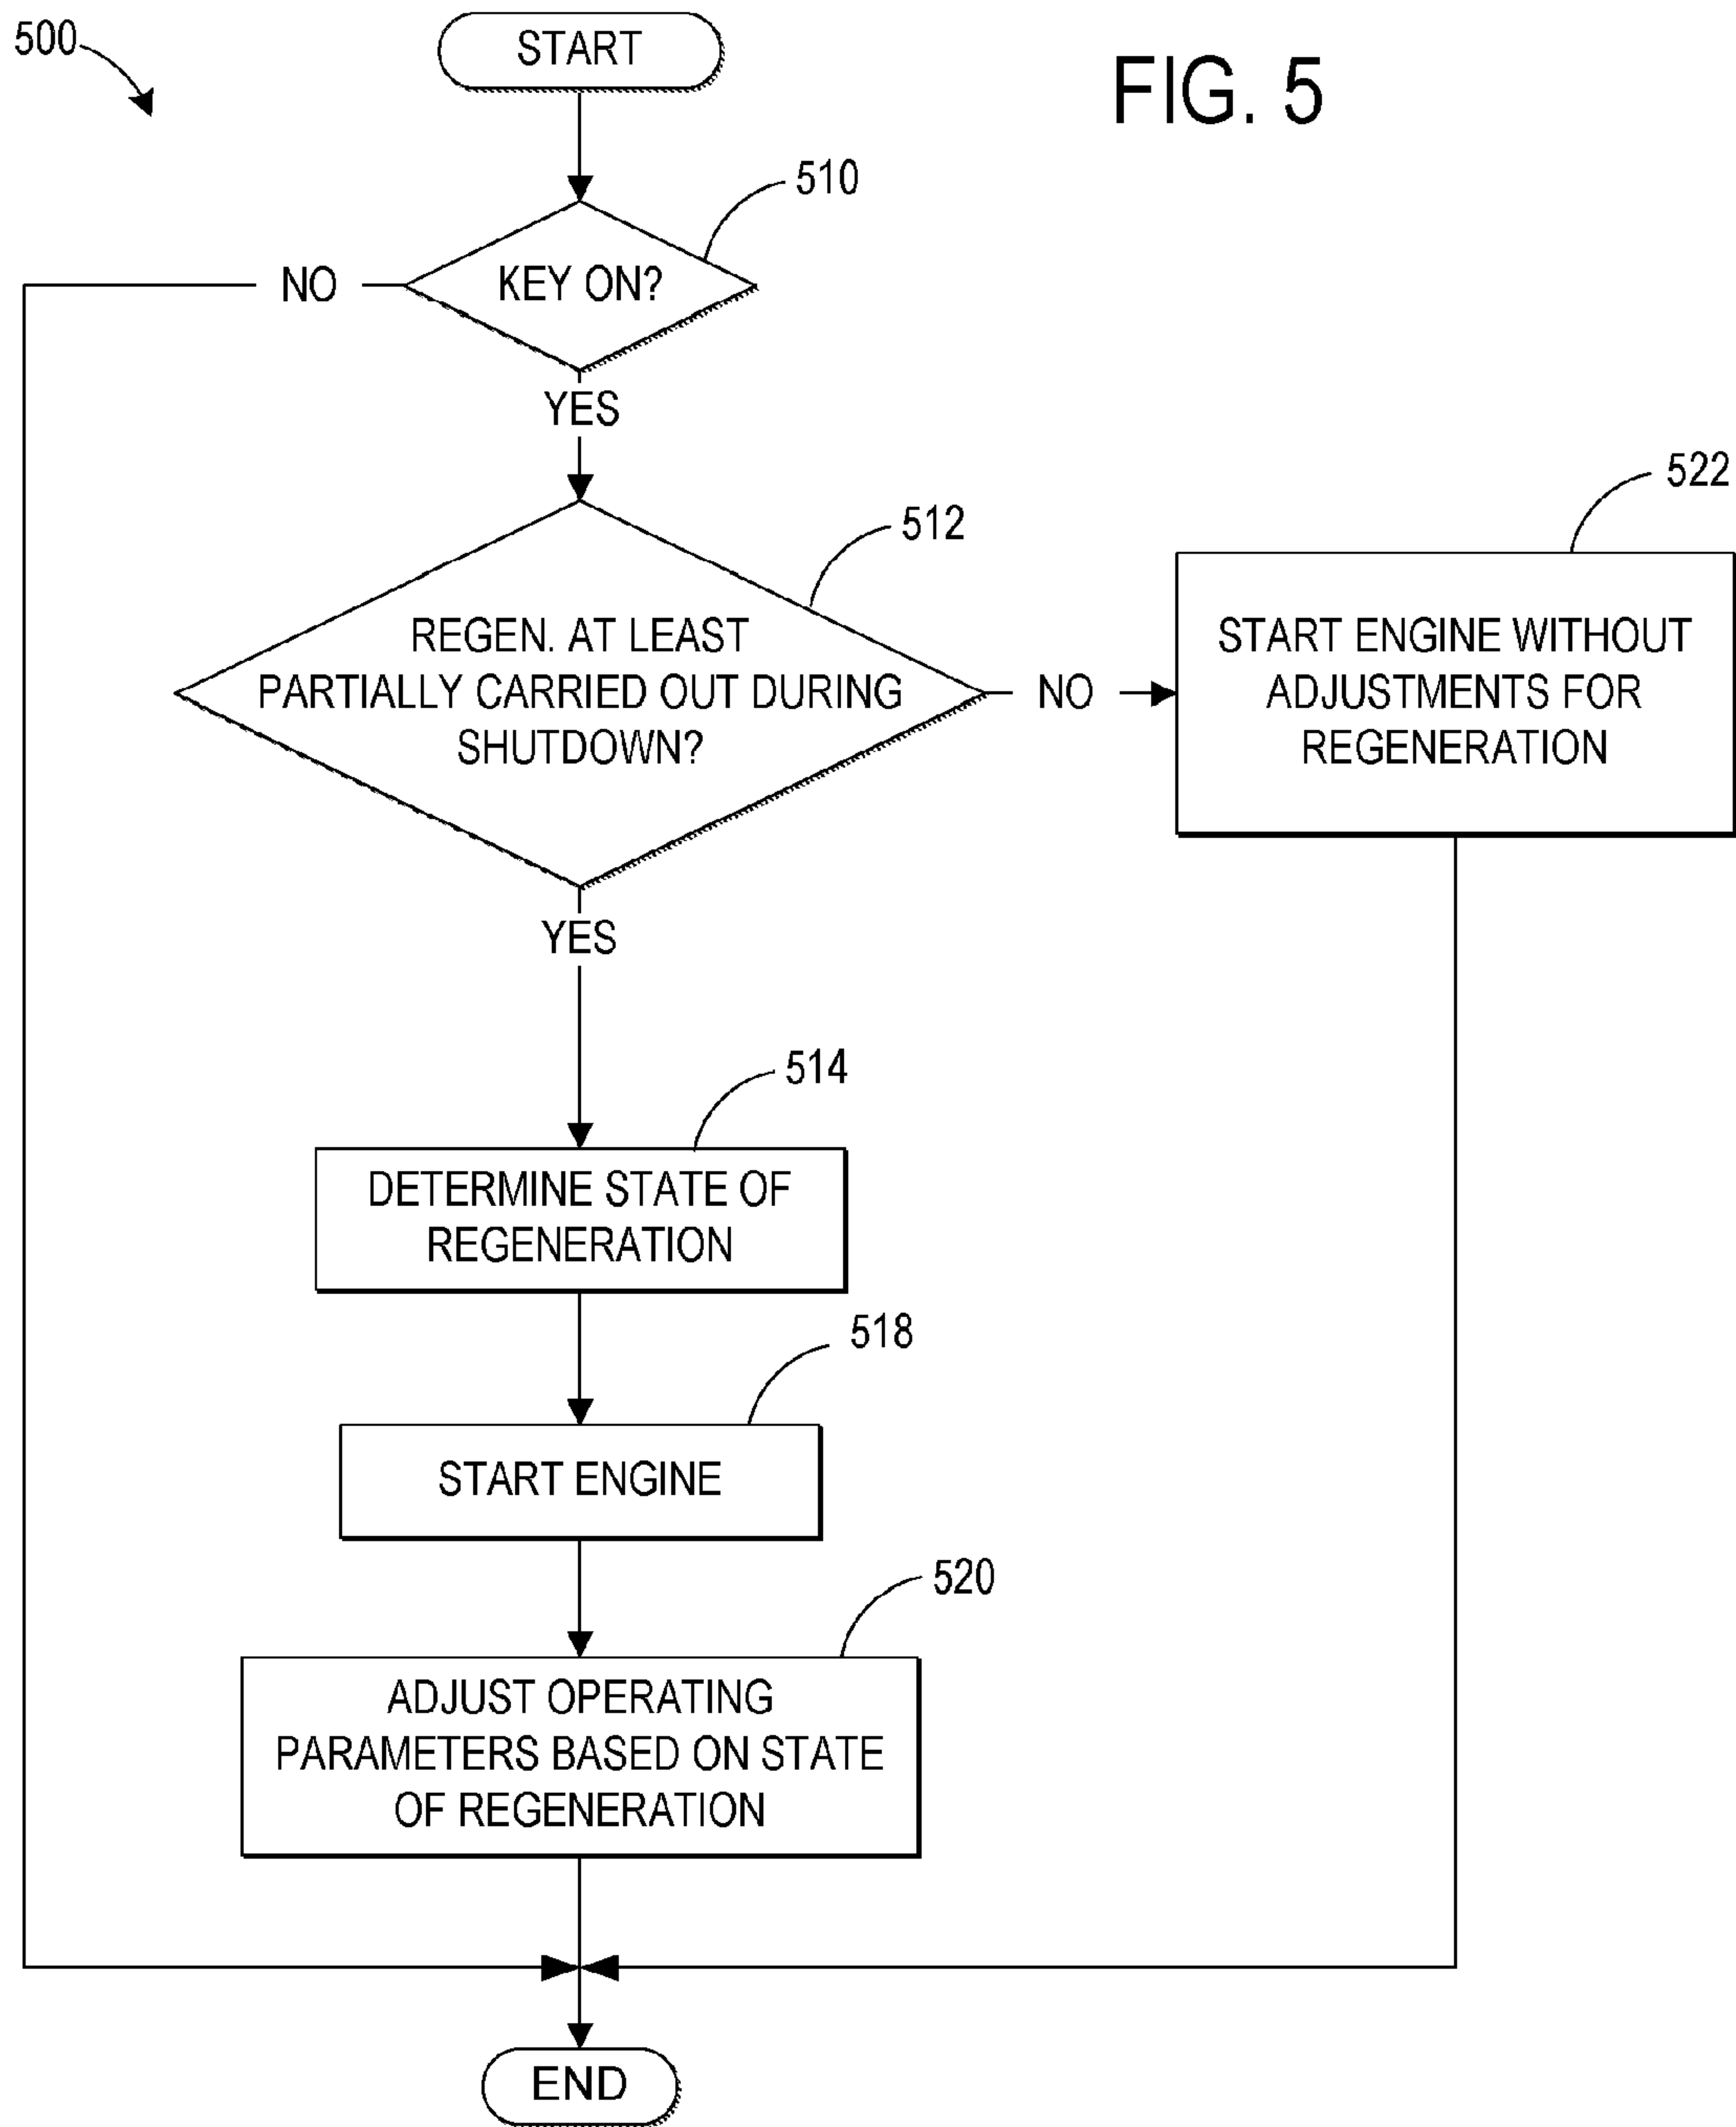 500
START
FIG. 5
510
KEY ON?
NO
YES
512
522
REGEN. AT LEAST
PARTIALLY CARRIED OUT DURING
SHUTDOWN?
NO
START ENGINE WITHOUT
ADJUSTMENTS FOR
REGENERATION
YES
514
DETERMINE STATE OF
REGENERATION
518
START ENGINE
520
ADJUST OPERATING
PARAMETERS BASED ON STATE
OF REGENERATION
END